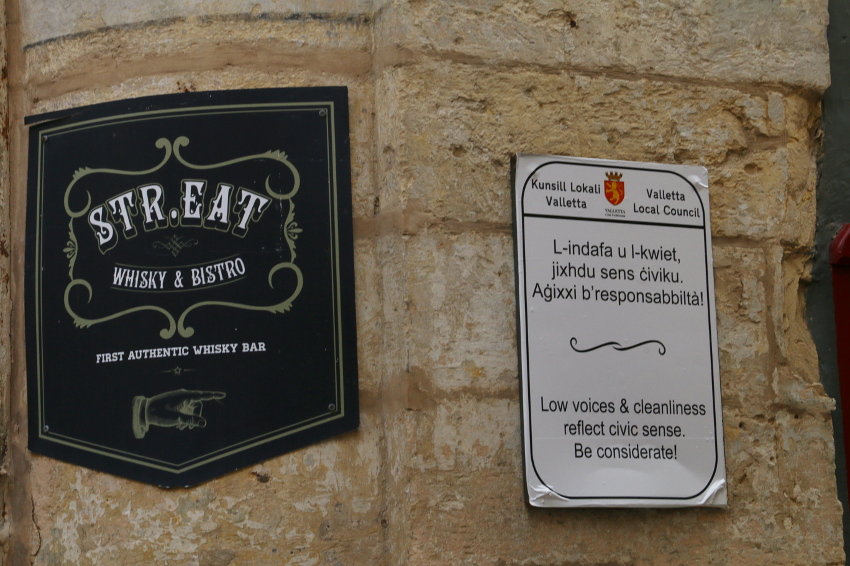 STR.EAT
WHISKY & BISTRO
FIRST AUTHENTIC WHISKY BAR
Kunsill Lokali
Valletta
VALLETTA
Valletta
Local Council
L-indafa u l-kwiet,
jixhdu sens ċiviku.
Aġixxi b'responsabbiltà!
Low voices & cleanliness
reflect civic sense.
Be considerate!